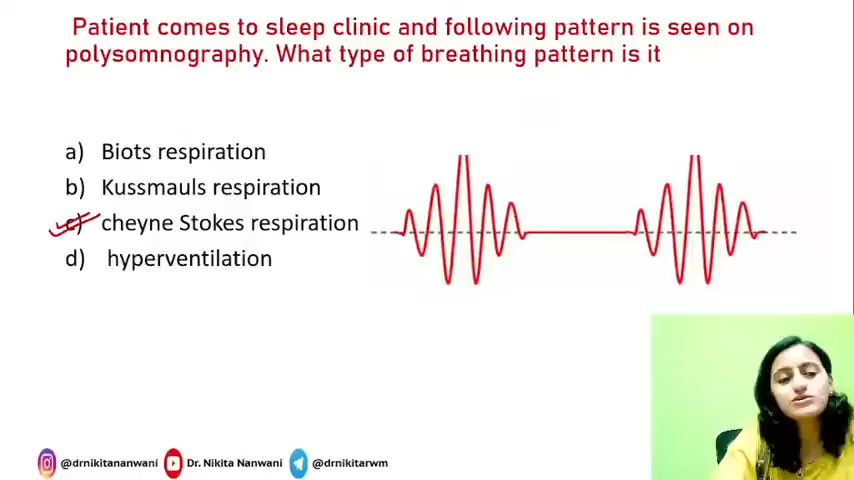 Patient comes to sleep clinic and following pattern is seen on
polysomnography. What type of breathing pattern is it
a) Biots respiration
b) Kussmauls respiration
c) cheyne Stokes respiration
d) hyperventilation
@drnikitananwani Dr. Nikita Nanwani @drnikitarwm